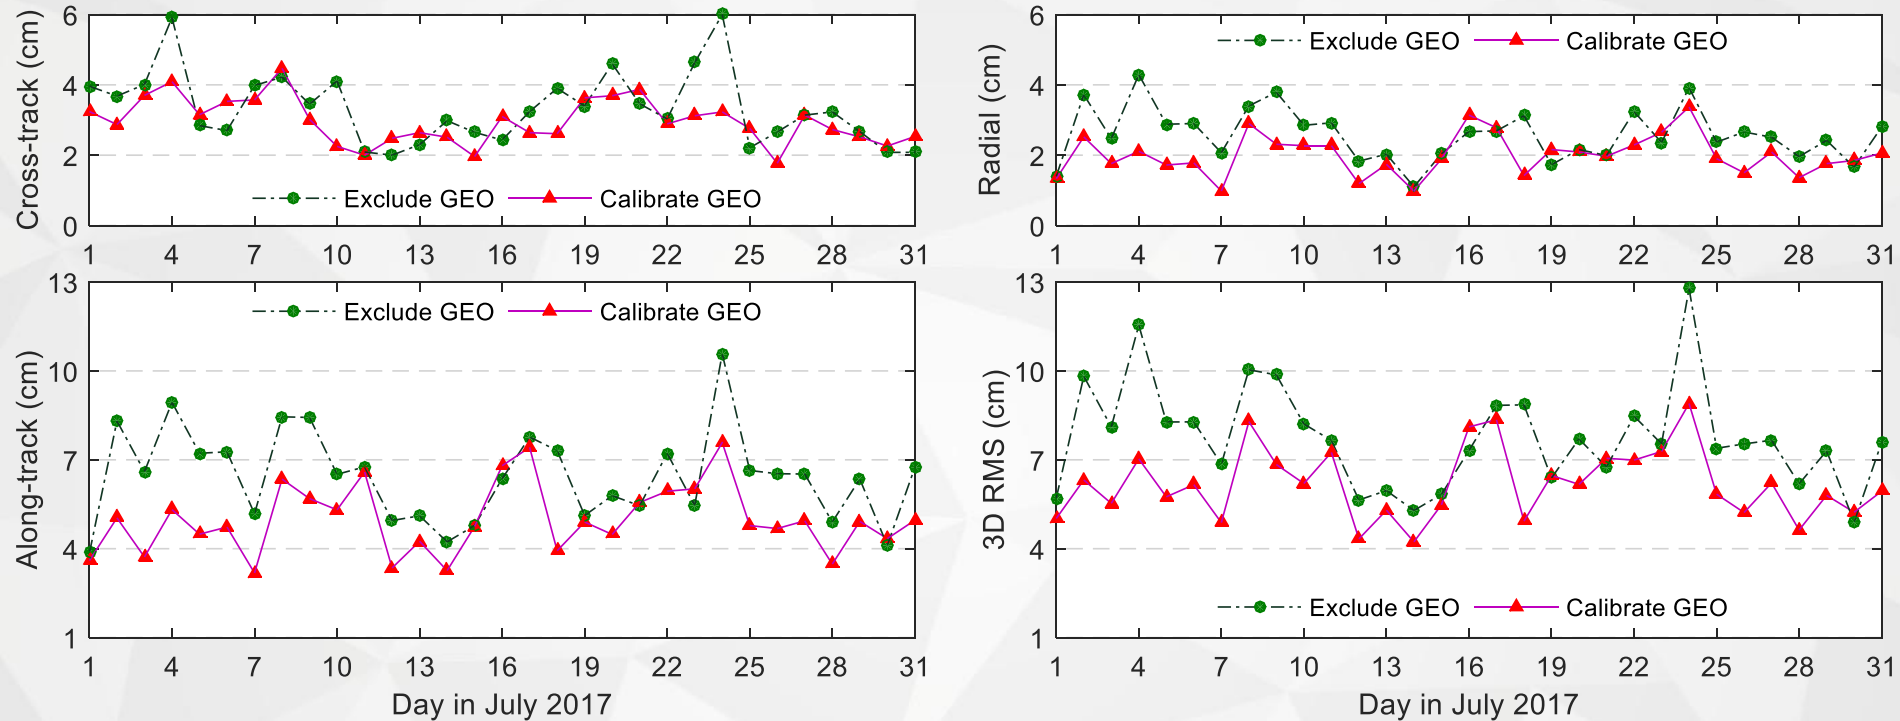 Cross-track (cm)
6
4
2
0
Exclude GEO Calibrate GEO
1 4 7 10 13 16 19 22 25 28 31
Radial (cm)
6
4
2
0
Exclude GEO Calibrate GEO
1 4 7 10 13 16 19 22 25 28 31
Along-track (cm)
13
10
7
4
1
Exclude GEO Calibrate GEO
1 4 7 10 13 16 19 22 25 28 31
Day in July 2017
3D RMS (cm)
13
10
7
4
1
Exclude GEO Calibrate GEO
1 4 7 10 13 16 19 22 25 28 31
Day in July 2017